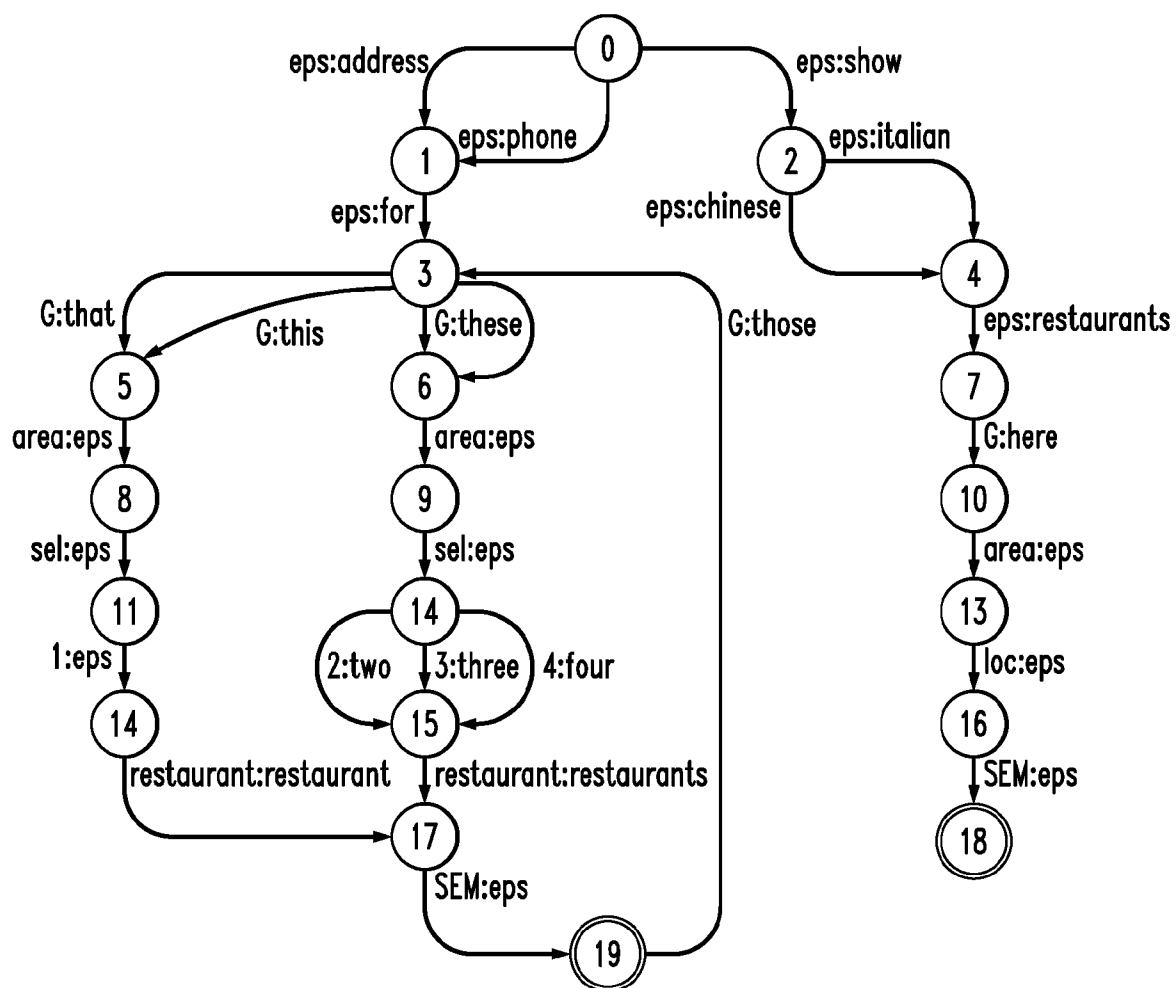 0
eps:address
eps:show
eps:phone
eps:italian
1
2
eps:for
eps:chinese
3
4
G:that
G:this
G:these
G:those
eps:restaurants
5
6
7
area:eps
area:eps
G:here
8
9
10
sel:eps
sel:eps
area:eps
11
14
13
1:eps
2:two
3:three
4:four
loc:eps
14
15
16
restaurant:restaurant
restaurant:restaurants
SEM:eps
17
18
SEM:eps
19